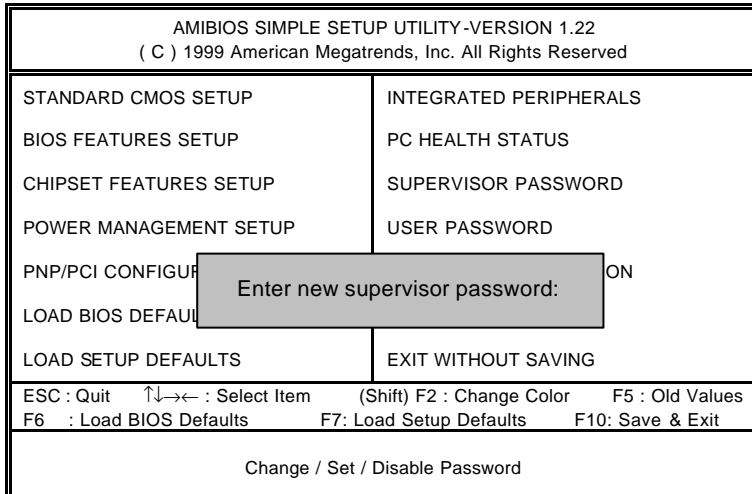 AMIBIOS SIMPLE SETUP UTILITY-VERSION 1.22
( C ) 1999 American Megatrends, Inc. All Rights Reserved
STANDARD CMOS SETUP
INTEGRATED PERIPHERALS
BIOS FEATURES SETUP
PC HEALTH STATUS
CHIPSET FEATURES SETUP
SUPERVISOR PASSWORD
POWER MANAGEMENT SETUP
USER PASSWORD
PNP/PCI
ON
Enter new supervisor password:
LOAD BIOS
LOAD SETUP DEFAULTS
EXIT WITHOUT SAVING
ESC : Quit ↑↓→← : Select Item (Shift) F2 : Change Color F5 : Old Values
F6 : Load BIOS Defaults F7: Load Setup Defaults F10: Save & Exit
Change / Set / Disable Password